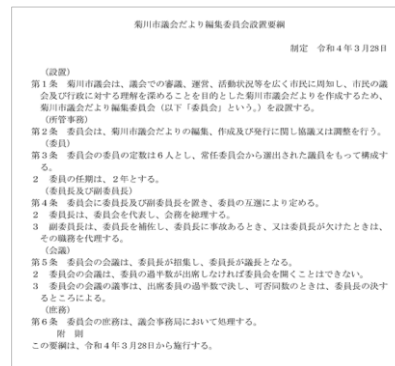 菊川市議会だより編集委員会設置要綱
制定　令和４年３月28日
（設置）
第１条　委員会は、議会での審議、運営、活動状況等を広く市民に周知し、市民の議
会及び行政に対する理解を深めることを目的とした菊川市議会だよりを作成するため、
菊川市議会だより編集委員会（以下「委員会」という。）を設置する。
（所管事務）
第２条　委員会は、菊川市議会だよりの編集、作成及び発行に関し協議又は調整を行う。
（委員）
第３条　委員会の委員の定数は６人とし、常任委員会から選出された議員をもって構成す
る。
２　委員の任期は、２年とする。
（委員長及び副委員長）
第４条　委員会に委員長及び副委員長を置き、委員の互選により定める。
２　委員長は、委員会を代表し、会務を総理する。
３　副委員長は、委員長を補佐し、委員長に事故あるとき、又は委員長が欠けたときは、
その職務を代理する。
（会議）
第５条　委員会の会議は、委員長が招集し、委員長が議長となる。
２　委員会の会議は、委員の過半数が出席しなければ委員会を開くことはできない。
３　委員会の会議の議事は、出席委員の過半数で決し、可否同数のときは、委員長の決す
るところによる。
（庶務）
第６条　委員会の庶務は、議会事務局において処理する。
附　則
この要綱は、令和４年３月28日から施行する。